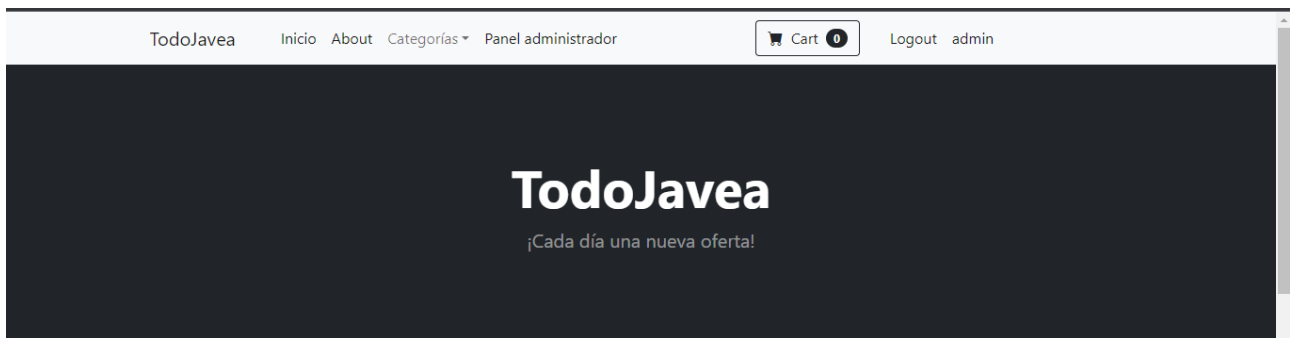 TodoJavea Inicio About Categorías Panel administrador Cart 0 Logout admin
TodoJavea
¡Cada día una nueva oferta!